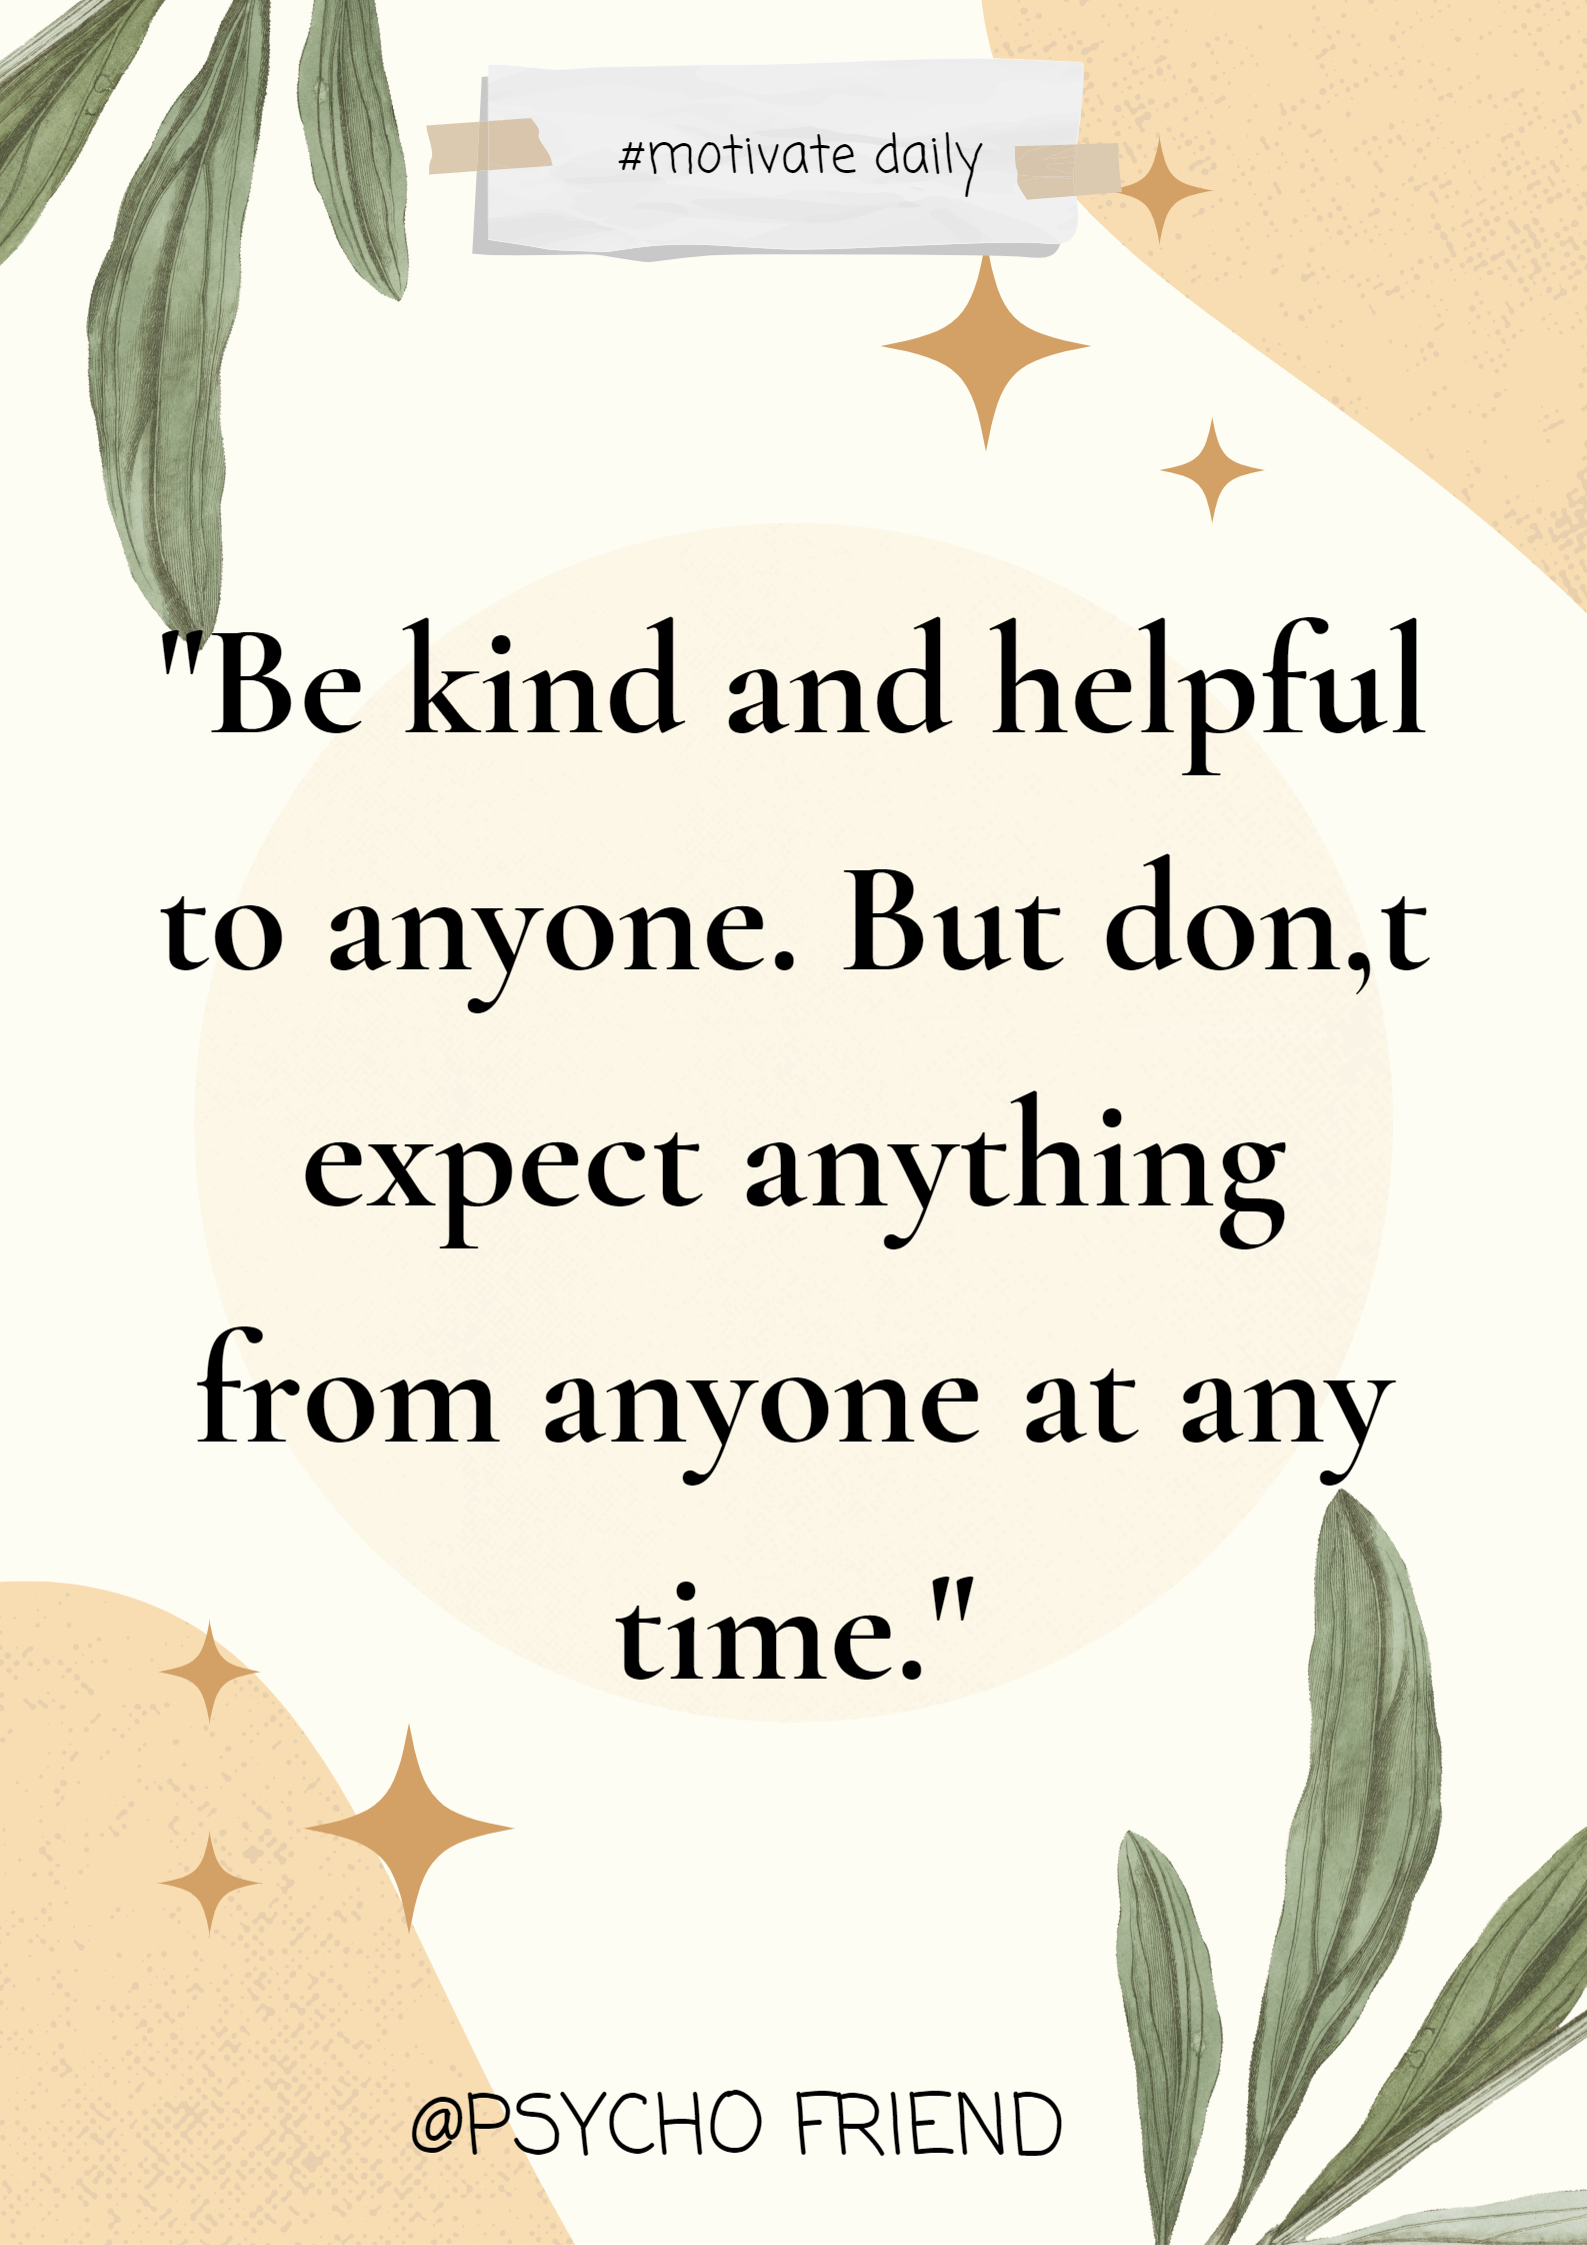 #motivate daily
"Be kind and helpful
to anyone. But don,t
expect anything
from anyone at any
time."
@PSYCHO FRIEND